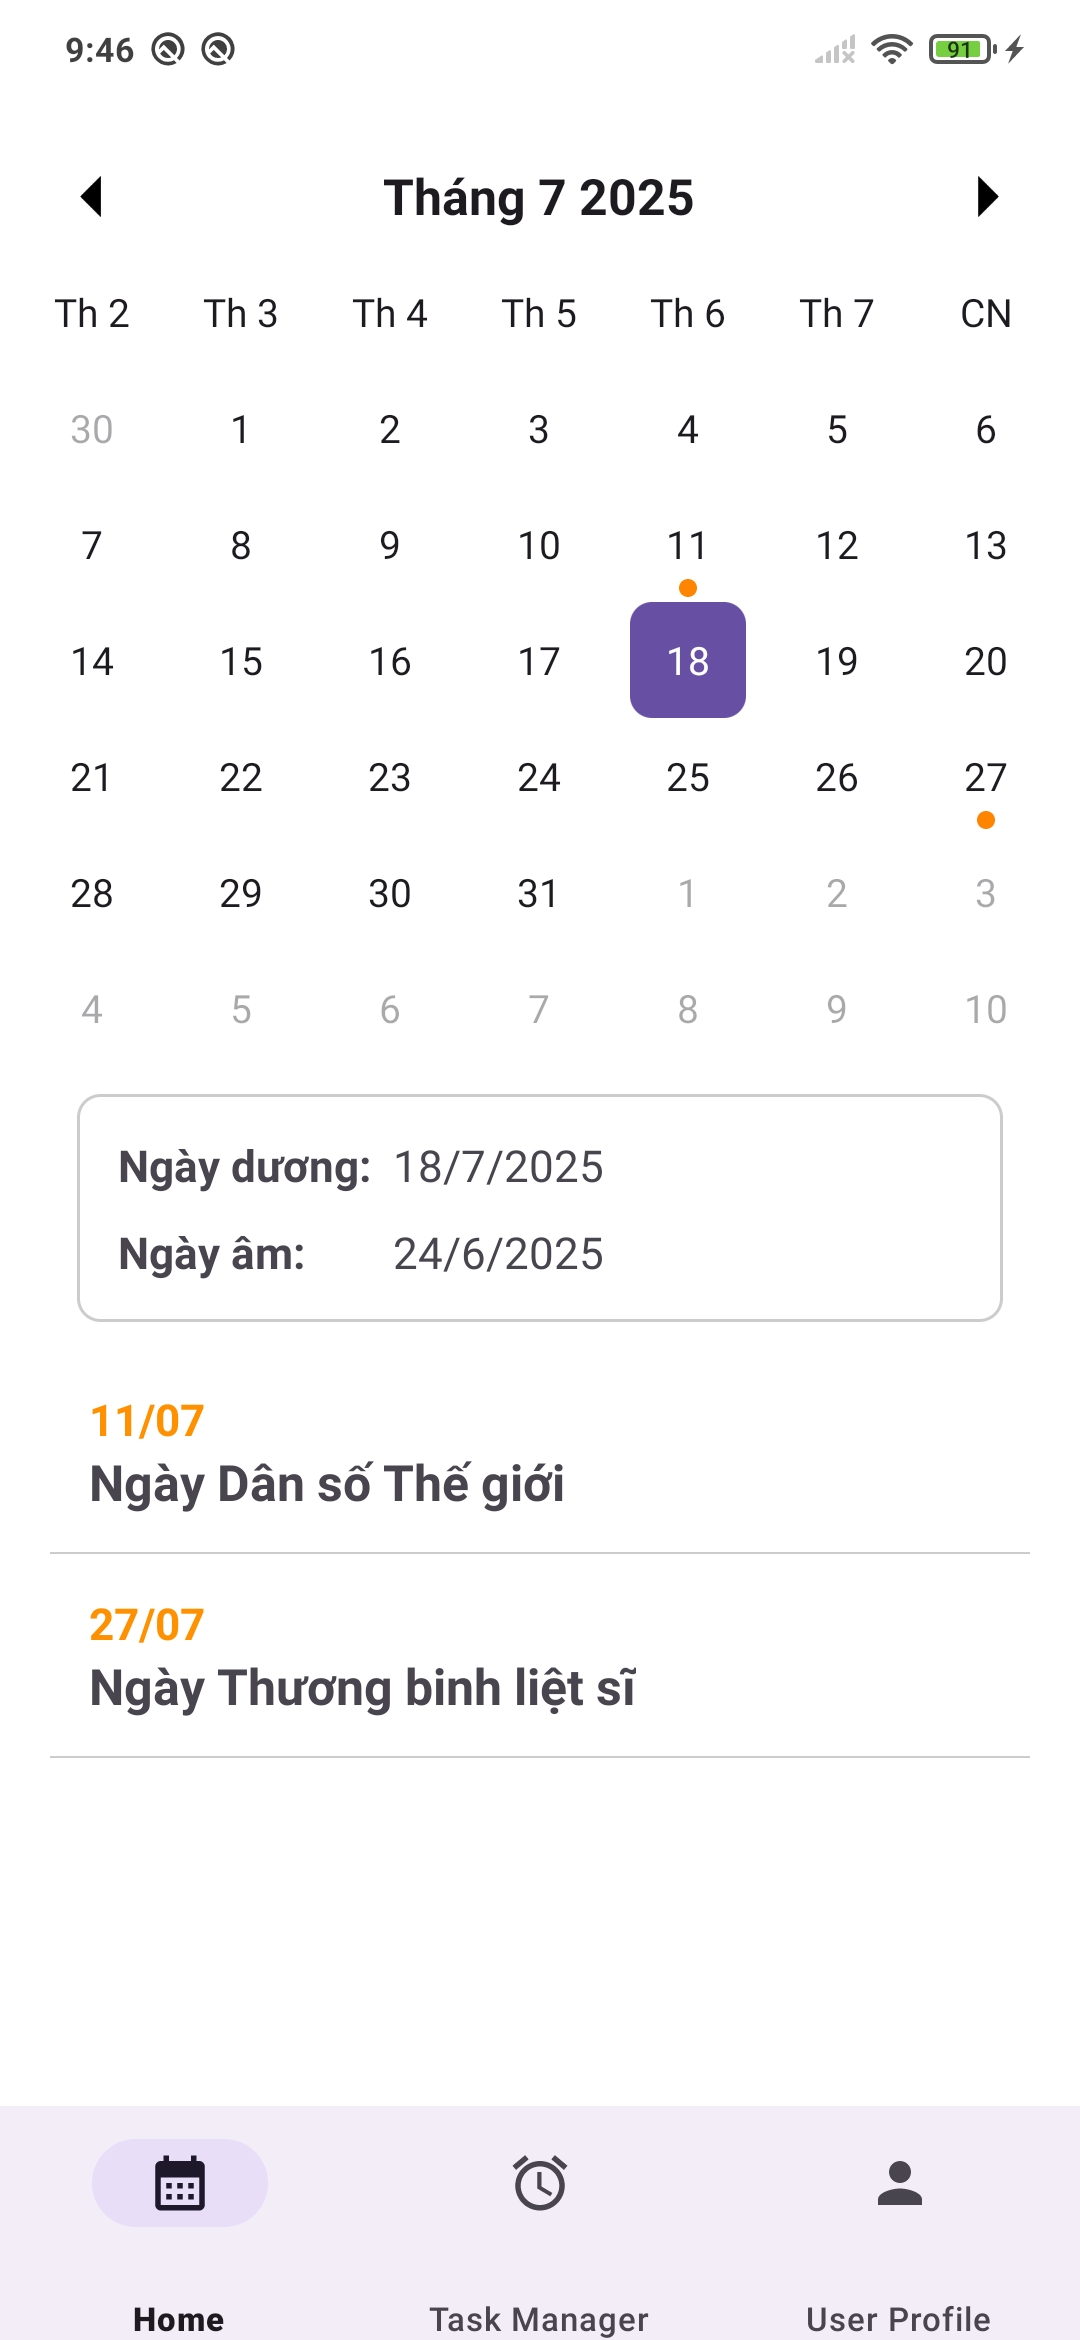 9:46
91
Tháng 7 2025
Th 2 Th 3 Th 4 Th 5 Th 6 Th 7 CN
30 1 2 3 4 5 6
7 8 9 10 11 12 13
14 15 16 17 18 19 20
21 22 23 24 25 26 27
28 29 30 31 1 2 3
4 5 6 7 8 9 10
Ngày dương: 18/7/2025
Ngày âm: 24/6/2025
11/07
Ngày Dân số Thế giới
27/07
Ngày Thương binh liệt sĩ
Home Task Manager User Profile